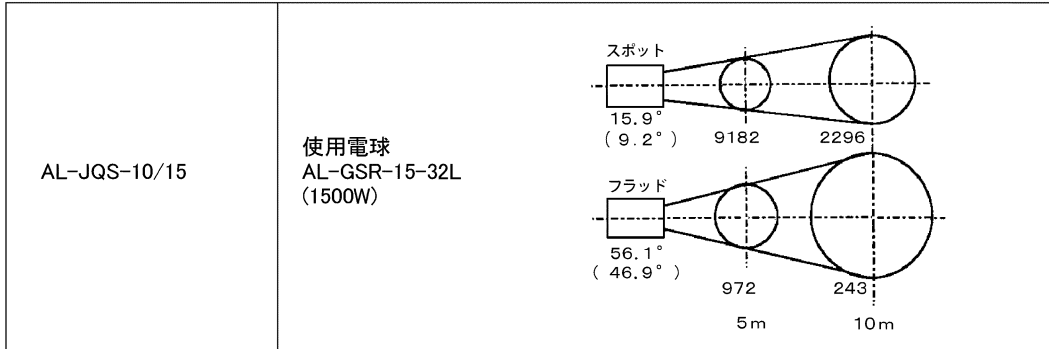 AL-JQS-10/15
使用電球
AL-GSR-15-32L
(1500W)
スポット
15.9°
( 9.2° )
9182
2296
フラッド
56.1°
( 46.9° )
972
243
5m
10m